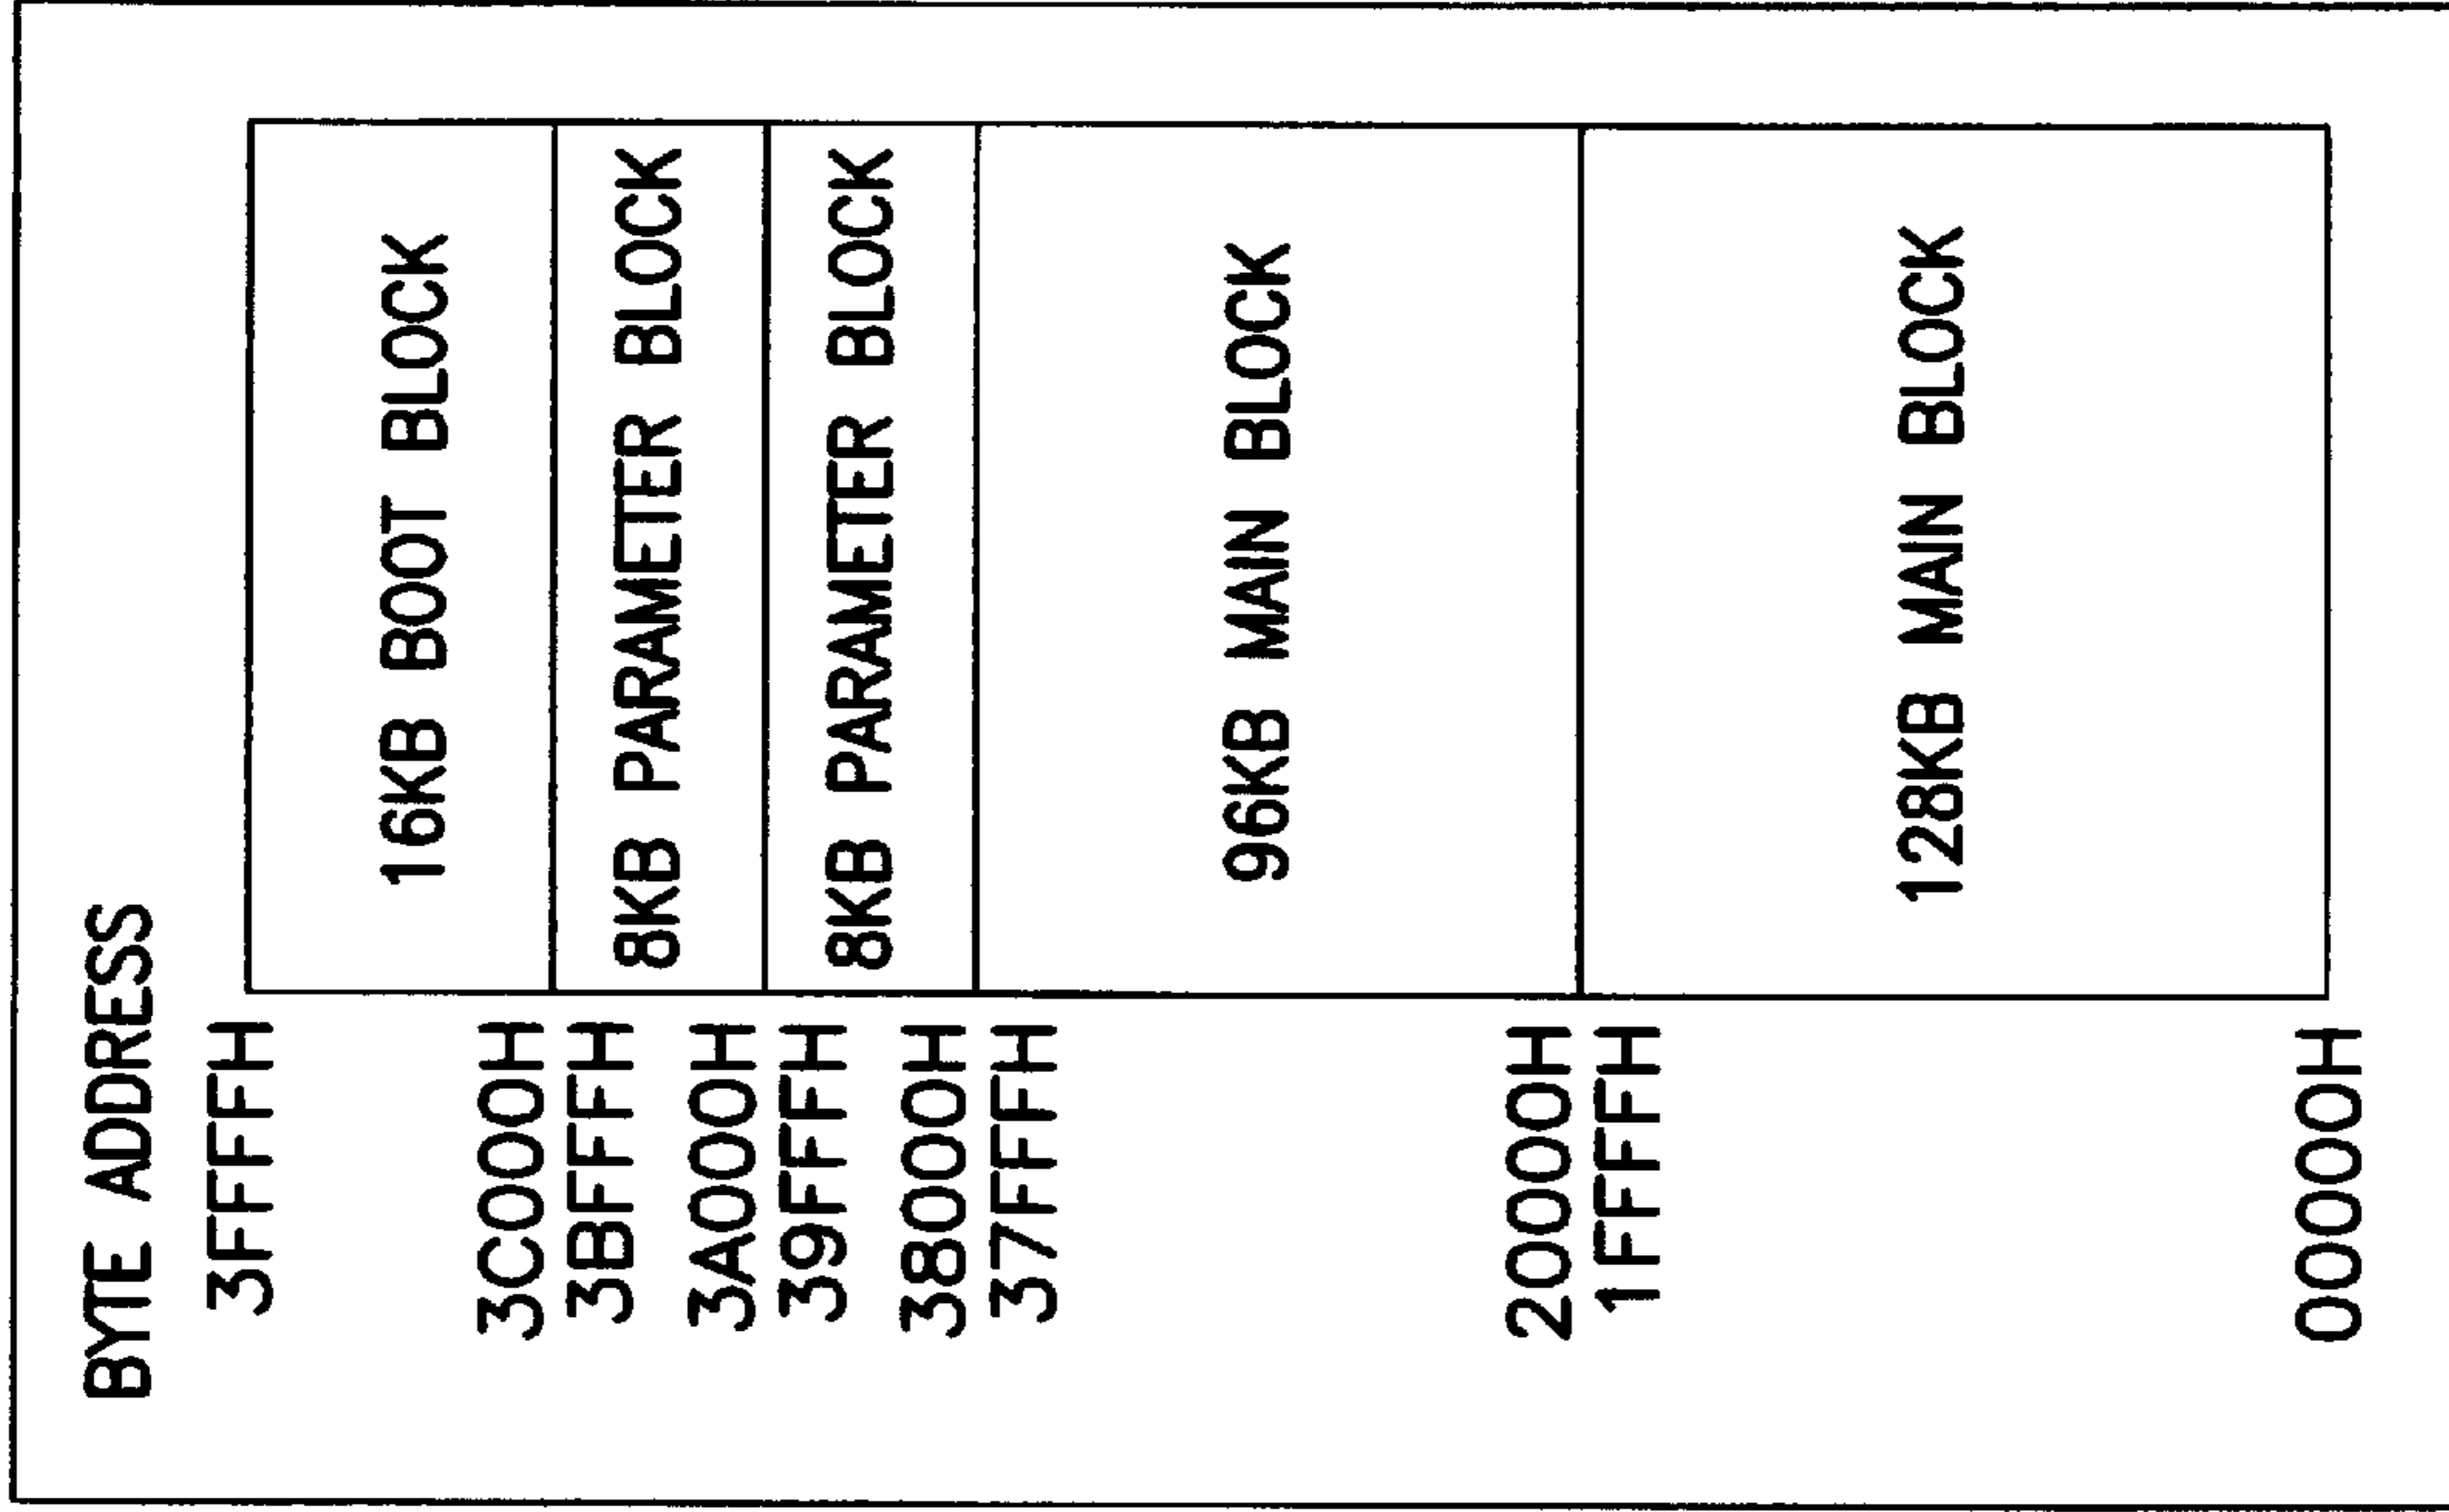 BYTE ADDRESS
3FFFFH
16KB BOOT BLOCK
3C000H
3BFFFH
8KB PARAMETER BLOCK
3A000H
39FFFH
8KB PARAMETER BLOCK
38000H
37FFFH
96KB MAIN BLOCK
20000H
1FFFFH
128KB MAIN BLOCK
00000H